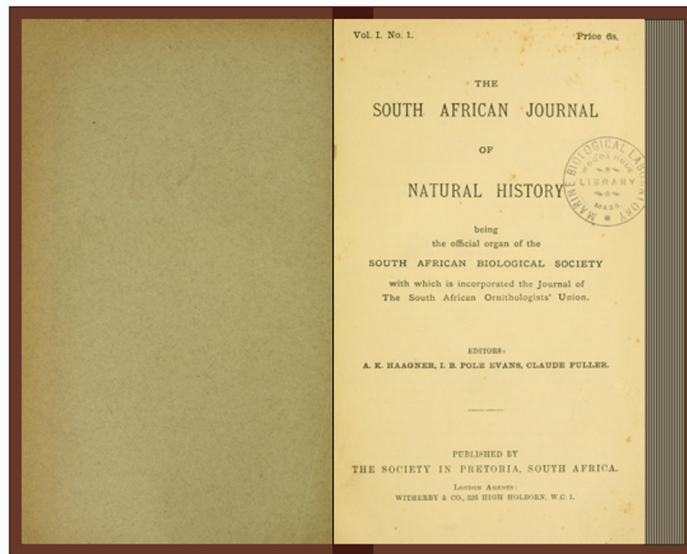 Vol. I. No. 1. Price 6s.
THE
SOUTH AFRICAN JOURNAL
OF
NATURAL HISTORY
MARINE BIOLOGICAL LABORATORY
WOODS HOLE
LIBRARY
MASS.
being
the official organ of the
SOUTH AFRICAN BIOLOGICAL SOCIETY
with which is incorporated the Journal of
The South African Ornithologists' Union.
EDITORS:
A. K. HAAGNER, I. B. POLE EVANS, CLAUDE FULLER.
PUBLISHED BY
THE SOCIETY IN PRETORIA, SOUTH AFRICA.
LONDON AGENTS:
WITHERBY & CO., 326 HIGH HOLBORN, W.C. 1.